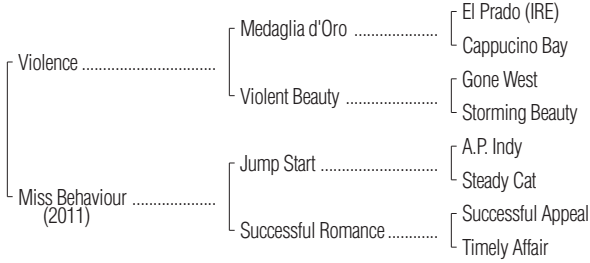 El Prado (IRE)
Medaglia d'Oro ..................
Cappucino Bay
Violence ................................
Gone West
Violent Beauty ....................
Storming Beauty
A.P. Indy
Jump Start ..........................
Steady Cat
Miss Behaviour ....................
(2011)
Successful Appeal
Successful Romance ............
Timely Affair